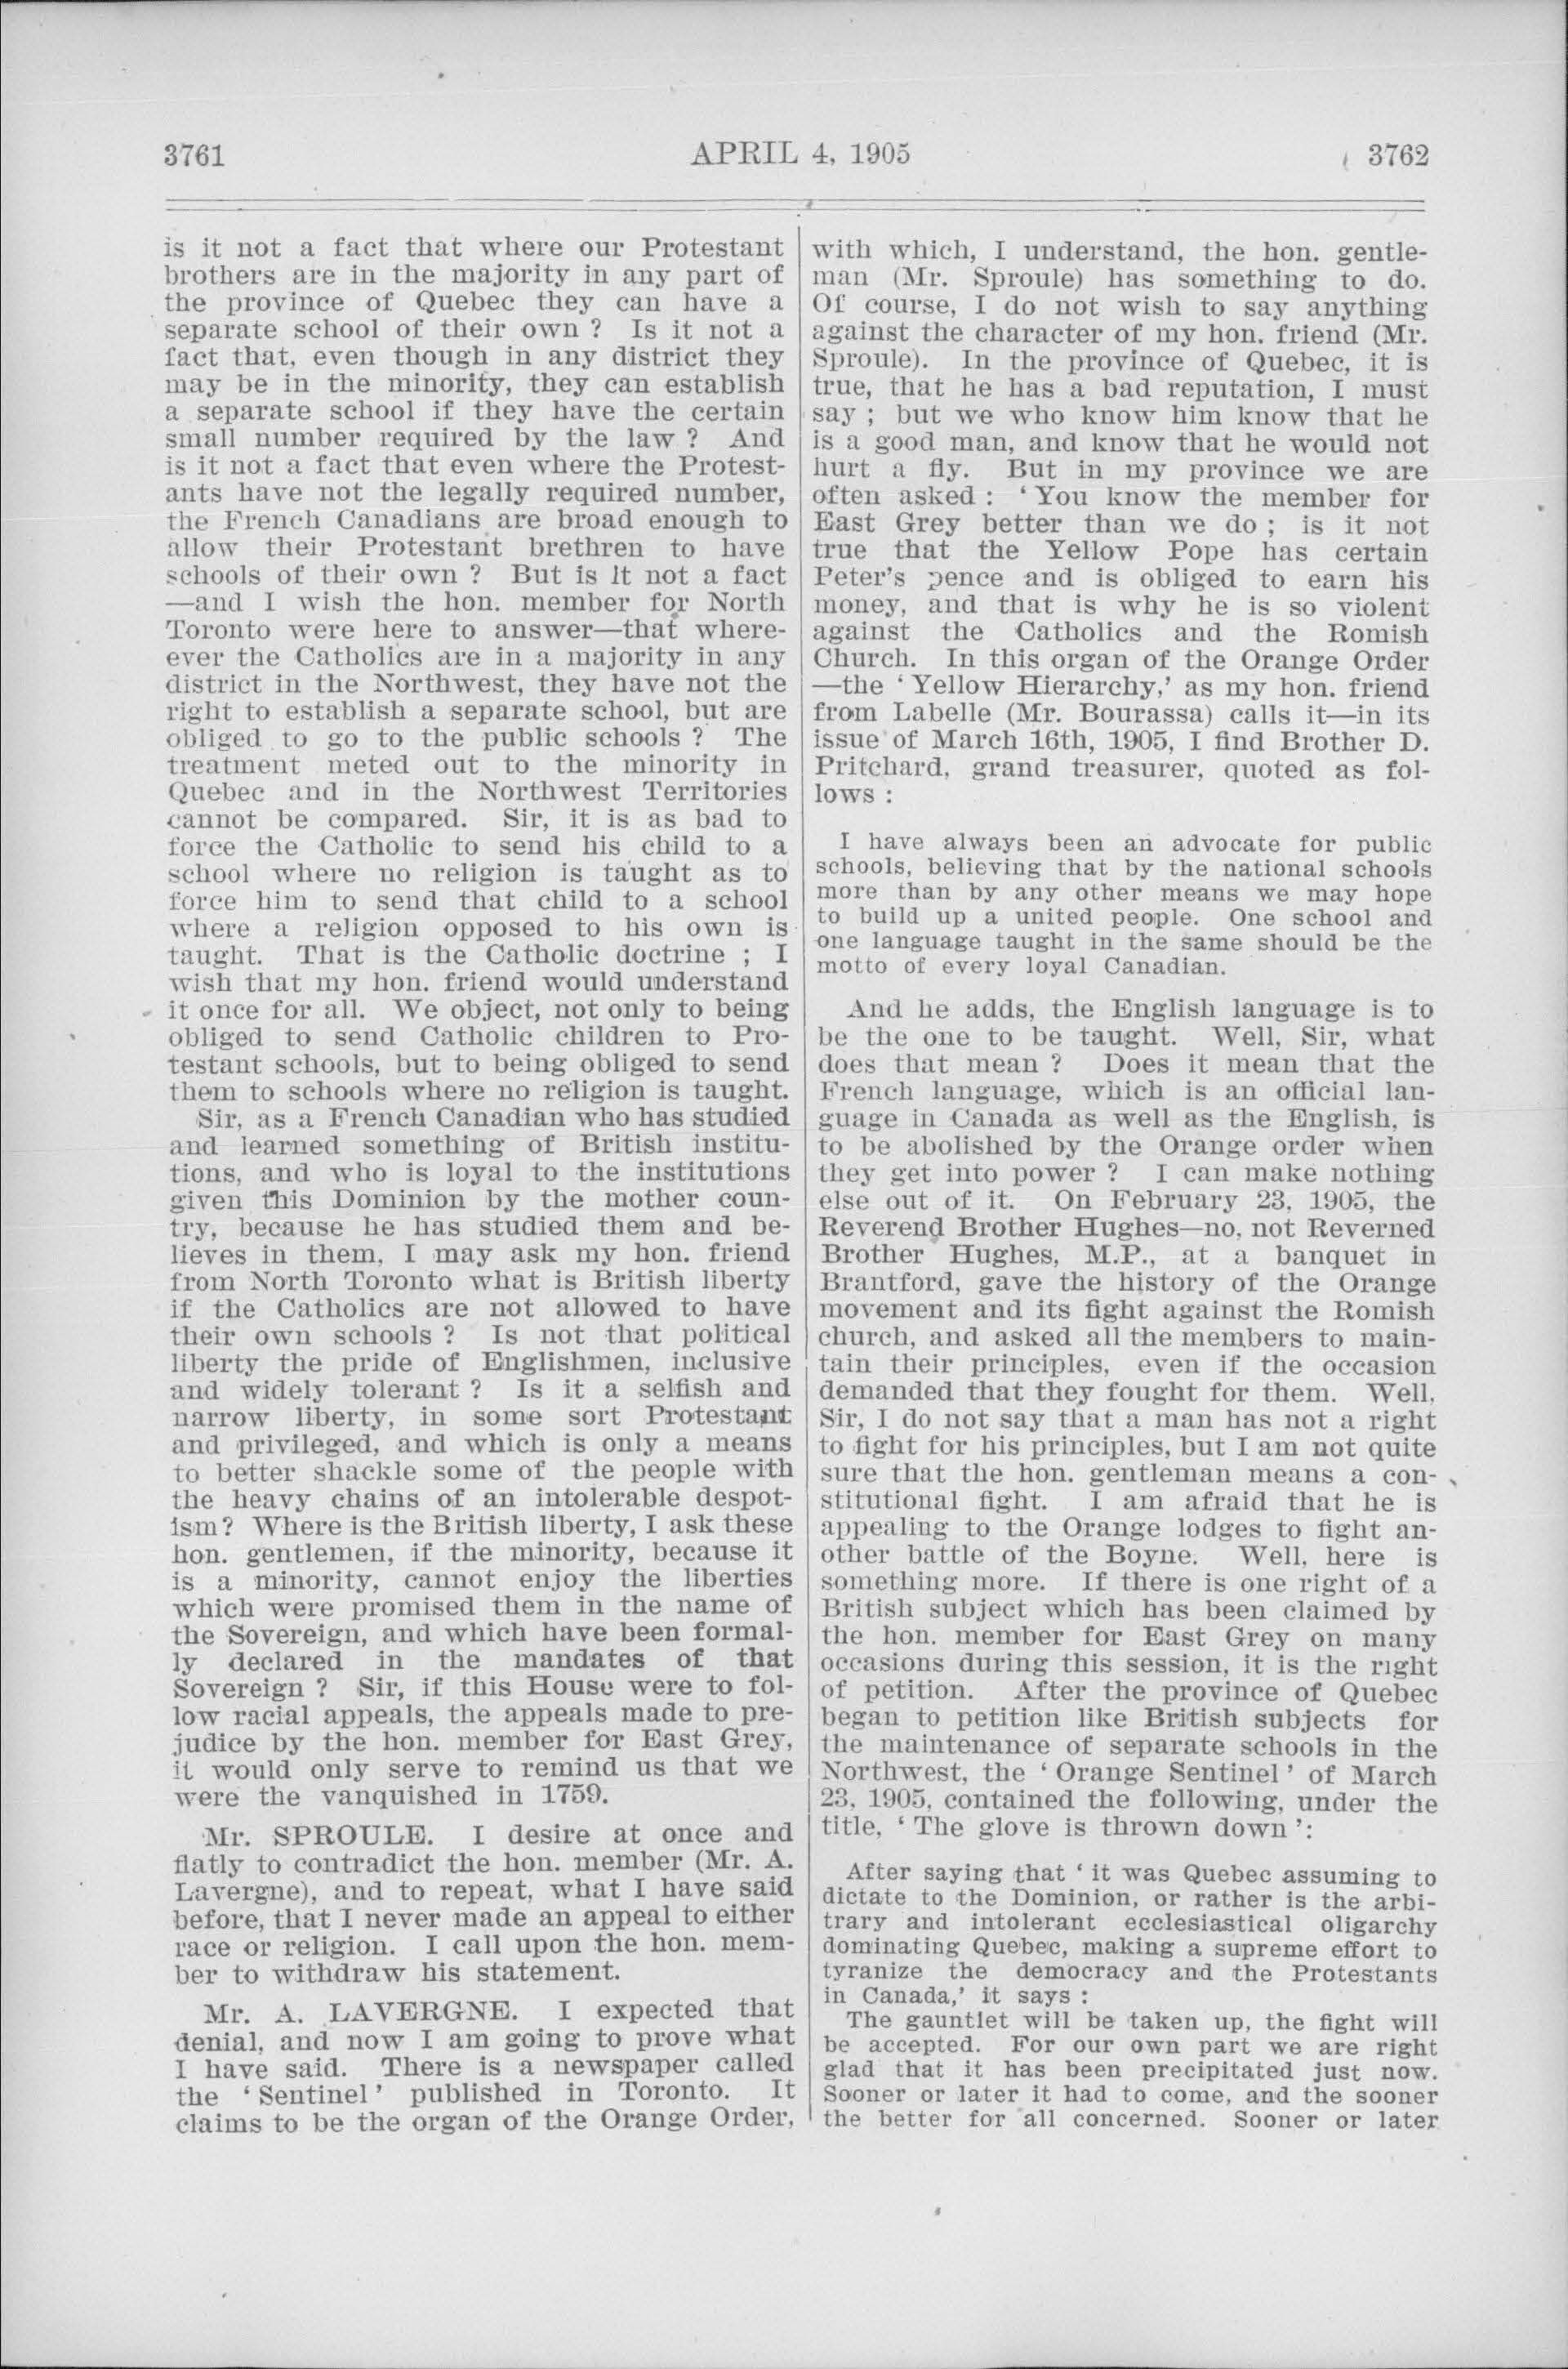 3761
APRIL 4, 1905
3762
is it not a fact that where our Protestant
brothers are in the majority in any part of
the province of Quebec they can have a
separate school of their own ? Is it not a
fact that, even though in any district they
may be in the minority, they can establish
a separate school if they have the certain
small number required by the law ? And
is it not a fact that even where the Protest-
ants have not the legally required number,
the French Canadians are broad enough to
allow their Protestant brethren to have
schools of their own ? But is it not a fact
—and I wish the hon. member for North
Toronto were here to answer—that where-
ever the Catholics are in a majority in any
district in the Northwest, they have not the
right to establish a separate school, but are
obliged to go to the public schools ? The
treatment meted out to the minority in
Quebec and in the Northwest Territories
cannot be compared. Sir, it is as bad to
force the Catholic to send his child to a
school where no religion is taught as to
force him to send that child to a school
where a religion opposed to his own is
taught. That is the Catholic doctrine ; I
wish that my hon. friend would understand
it once for all. We object, not only to being
obliged to send Catholic children to Pro-
testant schools, but to being obliged to send
them to schools where no religion is taught.
Sir, as a French Canadian who has studied
and learned something of British institu-
tions, and who is loyal to the institutions
given this Dominion by the mother coun-
try, because he has studied them and be-
lieves in them, I may ask my hon. friend
from North Toronto what is British liberty
if the Catholics are not allowed to have
their own schools ? Is not that political
liberty the pride of Englishmen, inclusive
and widely tolerant ? Is it a selfish and
narrow liberty, in some sort Protestant
and privileged, and which is only a means
to better shackle some of the people with
the heavy chains of an intolerable despot-
ism? Where is the British liberty, I ask these
hon. gentlemen, if the minority, because it
is a minority, cannot enjoy the liberties
which were promised them in the name of
the Sovereign, and which have been formal-
ly declared in the mandates of that
Sovereign ? Sir, if this House were to fol-
low racial appeals, the appeals made to pre-
judice by the hon. member for East Grey,
it would only serve to remind us that we
were the vanquished in 1759.
Mr. SPROULE. I desire at once and
flatly to contradict the hon. member (Mr. A.
Lavergne), and to repeat, what I have said
before, that I never made an appeal to either
race or religion. I call upon the hon. mem-
ber to withdraw his statement.
Mr. A. LAVERGNE. I expected that
denial, and now I am going to prove what
I have said. There is a newspaper called
the ‘ Sentinel ’ published in Toronto. It
claims to be the organ of the Orange Order,
with which, I understand, the hon. gentle-
man (Mr. Sproule) has something to do.
Of course, I do not wish to say anything
against the character of my hon. friend (Mr.
Sproule). In the province of Quebec, it is
true, that he has a bad reputation, I must
say ; but we who know him know that he
is a good man, and know that he would not
hurt a fly. But in my province we are
often asked : ‘ You know the member for
East Grey better than we do ; is it not
true that the Yellow Pope has certain
Peter's pence and is obliged to earn his
money, and that is why he is so violent
against the Catholics and the Romish
Church. In this organ of the Orange Order
—the ‘ Yellow Hierarchy,’ as my hon. friend
from Labelle (Mr. Bourassa) calls it—in its
issue of March 16th, 1905, I find Brother D.
Pritchard, grand treasurer, quoted as fol-
lows :
I have always been an advocate for public
schools, believing that by the national schools
more than by any other means we may hope
to build up a united people. One school and
one language taught in the same should be the
motto of every loyal Canadian.
And he adds, the English language is to
be the one to be taught. Well, Sir, what
does that mean ? Does it mean that the
French language, which is an official lan-
guage in Canada as well as the English, is
to be abolished by the Orange order when
they get into power ? I can make nothing
else out of it. On February 23, 1905, the
Reverend Brother Hughes—no, not Reverned
Brother Hughes, M.P., at a banquet in
Brantford, gave the history of the Orange
movement and its fight against the Romish
church, and asked all the members to main-
tain their principles, even if the occasion
demanded that they fought for them. Well,
Sir, I do not say that a man has not a right
to fight for his principles, but I am not quite
sure that the hon. gentleman means a con-
stitutional fight. I am afraid that he is
appealing to the Orange lodges to fight an-
other battle of the Boyne. Well, here is
something more. If there is one right of a
British subject which has been claimed by
the hon. member for East Grey on many
occasions during this session, it is the right
of petition. After the province of Quebec
began to petition like British subjects for
the maintenance of separate schools in the
Northwest, the ‘ Orange Sentinel ’ of March
23, 1905, contained the following, under the
title, ‘ The glove is thrown down ’:
After saying that ‘ it was Quebec assuming to
dictate to the Dominion, or rather is the arbi-
trary and intolerant ecclesiastical oligarchy
dominating Quebec, making a supreme effort to
tyranize the democracy and the Protestants
in Canada,’ it says :
The gauntlet will be taken up, the fight will
be accepted. For our own part we are right
glad that it has been precipitated just now.
Sooner or later it had to come, and the sooner
the better for all concerned. Sooner or later